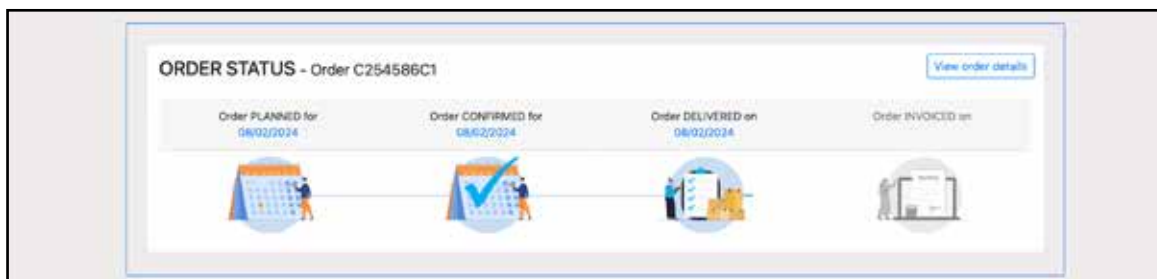 ORDER STATUS - Order C254586C1
View order details
Order PLANNED for
08/02/2024
Order CONFIRMED for
08/02/2024
Order DELIVERED on
08/02/2024
Order INVOICED on